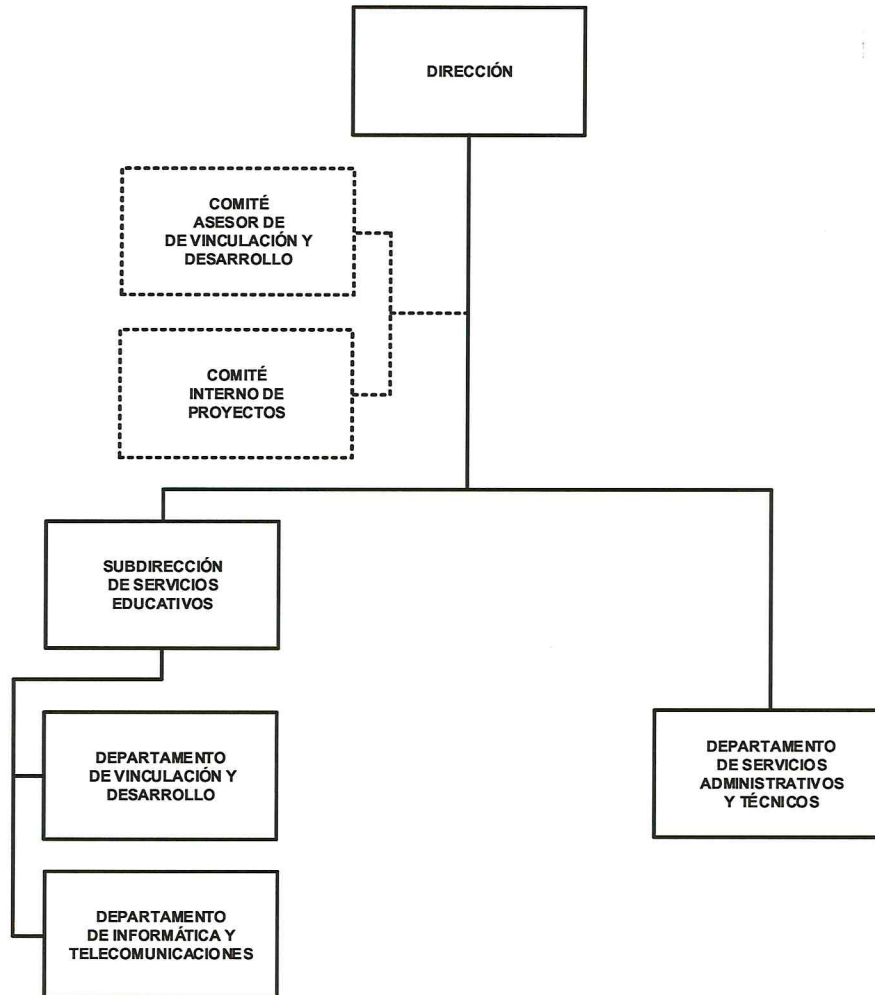 DIRECCIÓN
COMITÉ
ASESOR DE
DE VINCULACIÓN Y
DESARROLLO
COMITÉ
INTERNO DE
PROYECTOS
SUBDIRECCIÓN
DE SERVICIOS
EDUCATIVOS
DEPARTAMENTO
DE VINCULACIÓN Y
DESARROLLO
DEPARTAMENTO
DE SERVICIOS
ADMINISTRATIVOS
Y TÉCNICOS
DEPARTAMENTO
DE INFORMÁTICA Y
TELECOMUNICACIONES